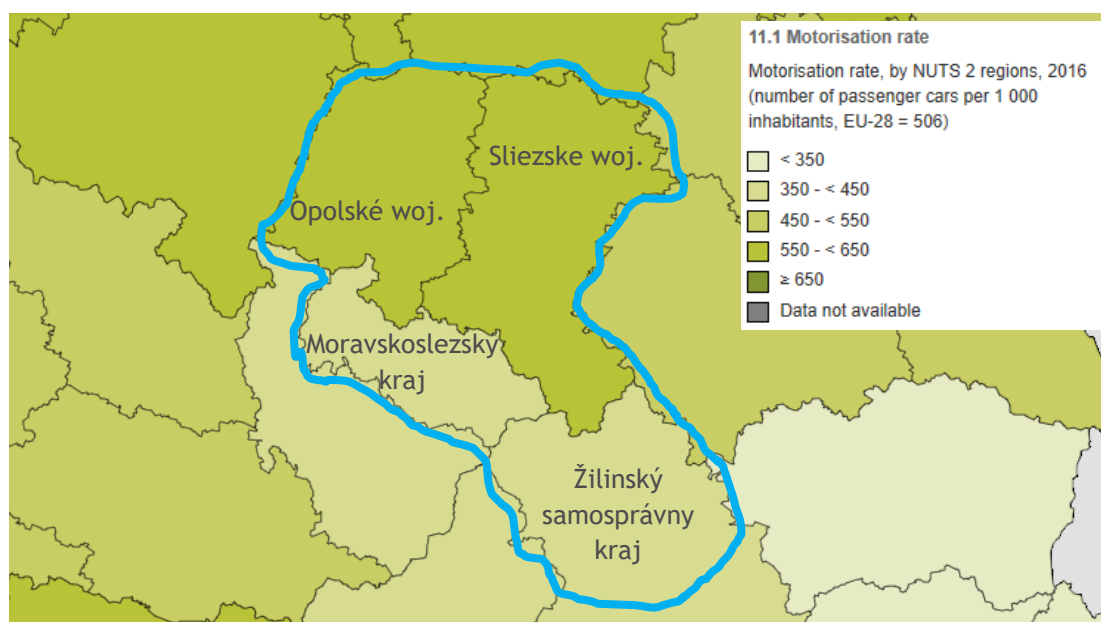 11.1 Motorisation rate
Motorisation rate, by NUTS 2 regions, 2016
(number of passenger cars per 1 000
inhabitants, EU-28 = 506)
< 350
350 - < 450
450 - < 550
550 - < 650
≥ 650
Data not available
Sliezske woj.
Opolské woj.
Moravskoslezský
kraj
Žilinský
samosprávny
kraj